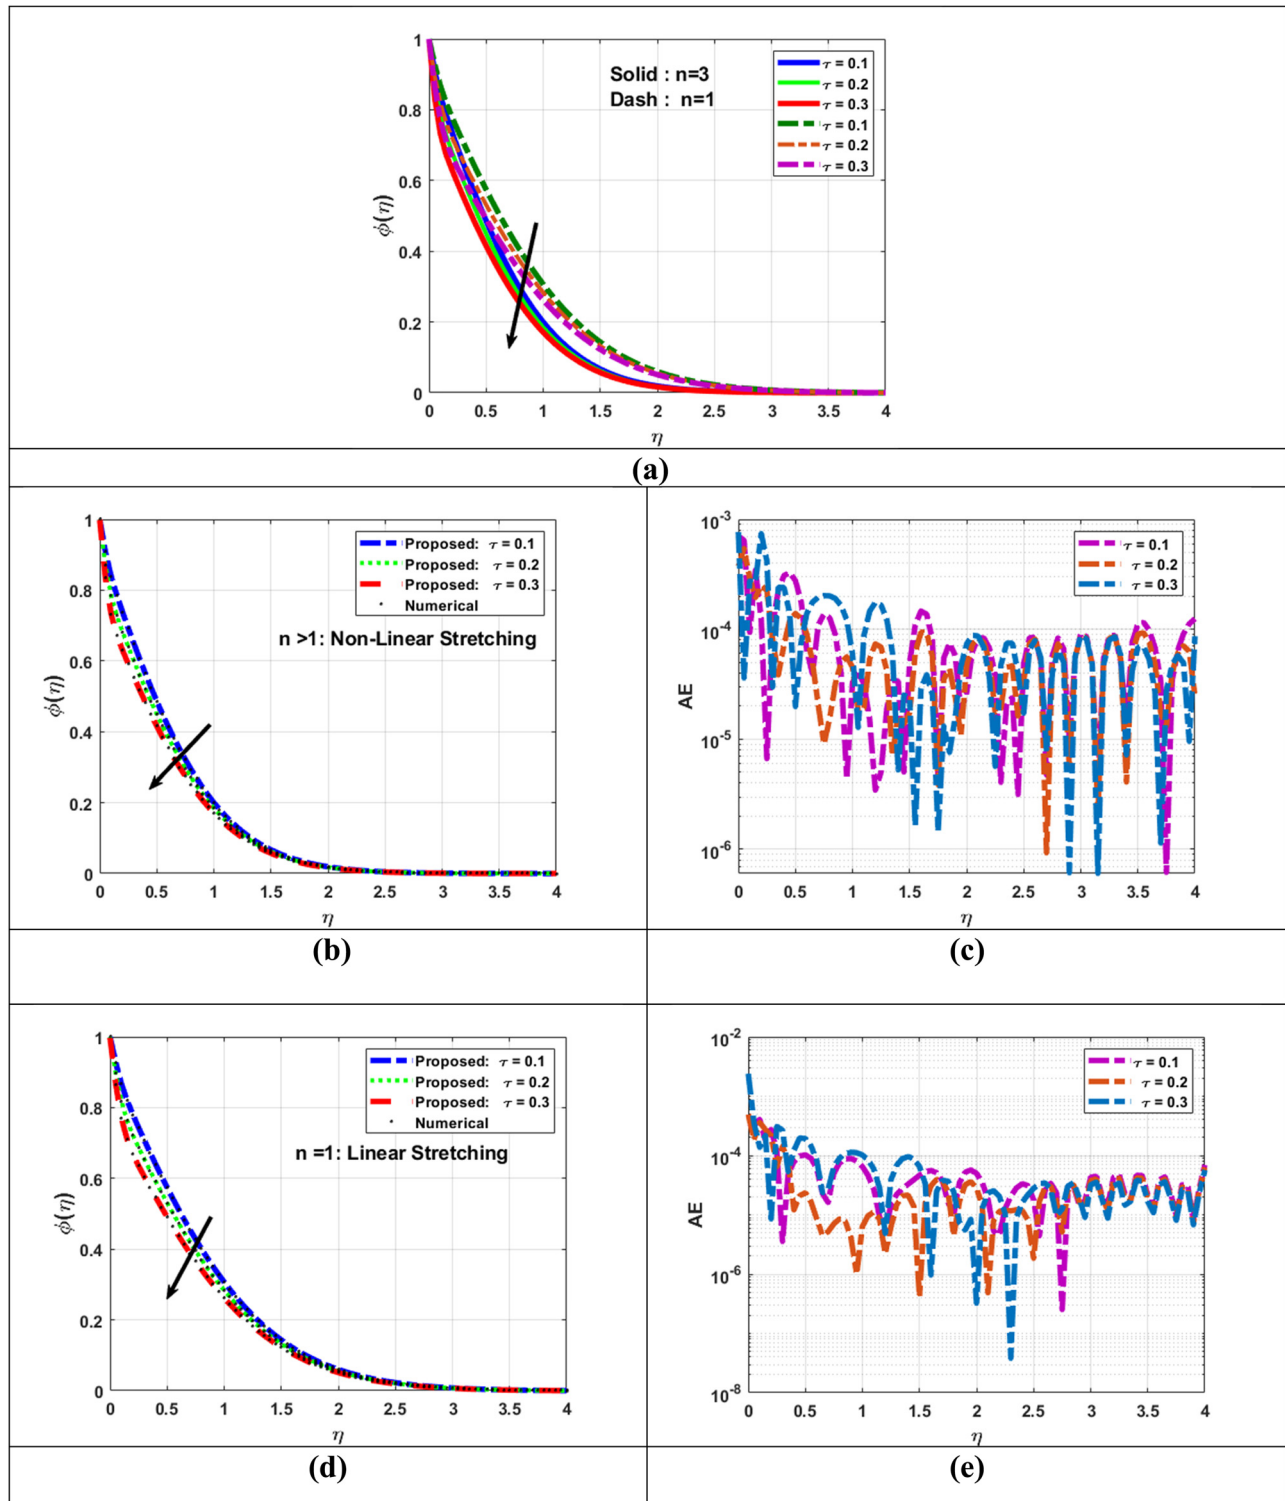 Solid : n=3
Dash : n=1
τ = 0.1
τ = 0.2
τ = 0.3
τ = 0.1
τ = 0.2
τ = 0.3
1
0.8
0.6
0.4
0.2
0
ϕ(η)
0 0.5 1 1.5 2 2.5 3 3.5 4
η
(a)
Proposed: τ = 0.1
Proposed: τ = 0.2
Proposed: τ = 0.3
Numerical
n >1: Non-Linear Stretching
1
0.8
0.6
0.4
0.2
0
ϕ(η)
0 0.5 1 1.5 2 2.5 3 3.5 4
η
(b)
τ = 0.1
τ = 0.2
τ = 0.3
10⁻³
10⁻⁴
10⁻⁵
10⁻⁶
AE
0 0.5 1 1.5 2 2.5 3 3.5 4
η
(c)
Proposed: τ = 0.1
Proposed: τ = 0.2
Proposed: τ = 0.3
Numerical
n =1: Linear Stretching
1
0.8
0.6
0.4
0.2
0
ϕ(η)
0 0.5 1 1.5 2 2.5 3 3.5 4
η
(d)
τ = 0.1
τ = 0.2
τ = 0.3
10⁻²
10⁻⁴
10⁻⁶
10⁻⁸
AE
0 0.5 1 1.5 2 2.5 3 3.5 4
η
(e)